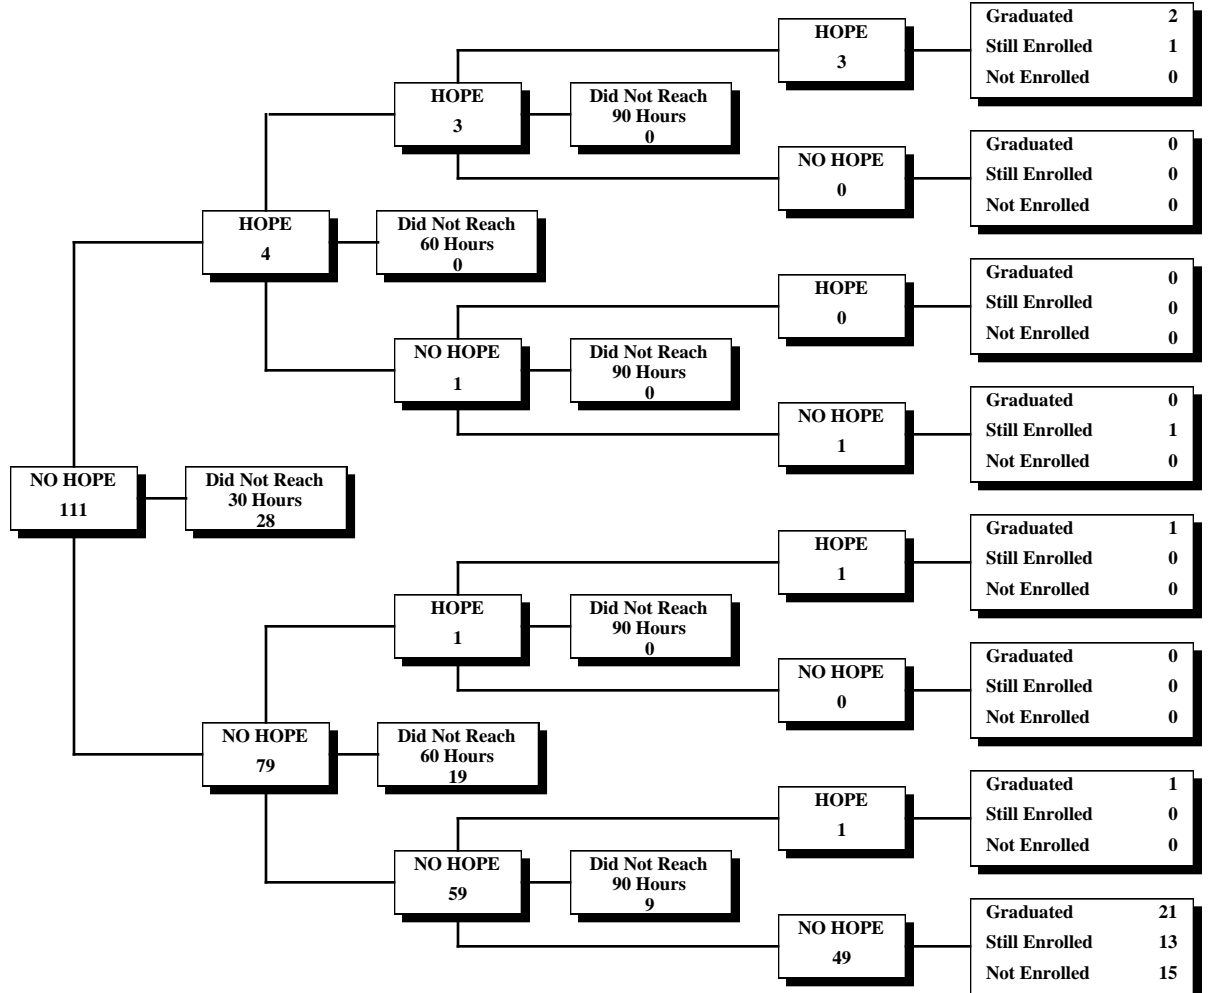 HOPE
3
Graduated 2
Still Enrolled 1
Not Enrolled 0
HOPE
3
Did Not Reach
90 Hours
0
NO HOPE
0
Graduated 0
Still Enrolled 0
Not Enrolled 0
HOPE
4
Did Not Reach
60 Hours
0
HOPE
0
Graduated 0
Still Enrolled 0
Not Enrolled 0
NO HOPE
1
Did Not Reach
90 Hours
0
NO HOPE
1
Graduated 0
Still Enrolled 1
Not Enrolled 0
NO HOPE
111
Did Not Reach
30 Hours
28
HOPE
1
Graduated 1
Still Enrolled 0
Not Enrolled 0
HOPE
1
Did Not Reach
90 Hours
0
NO HOPE
0
Graduated 0
Still Enrolled 0
Not Enrolled 0
NO HOPE
79
Did Not Reach
60 Hours
19
HOPE
1
Graduated 1
Still Enrolled 0
Not Enrolled 0
NO HOPE
59
Did Not Reach
90 Hours
9
NO HOPE
49
Graduated 21
Still Enrolled 13
Not Enrolled 15